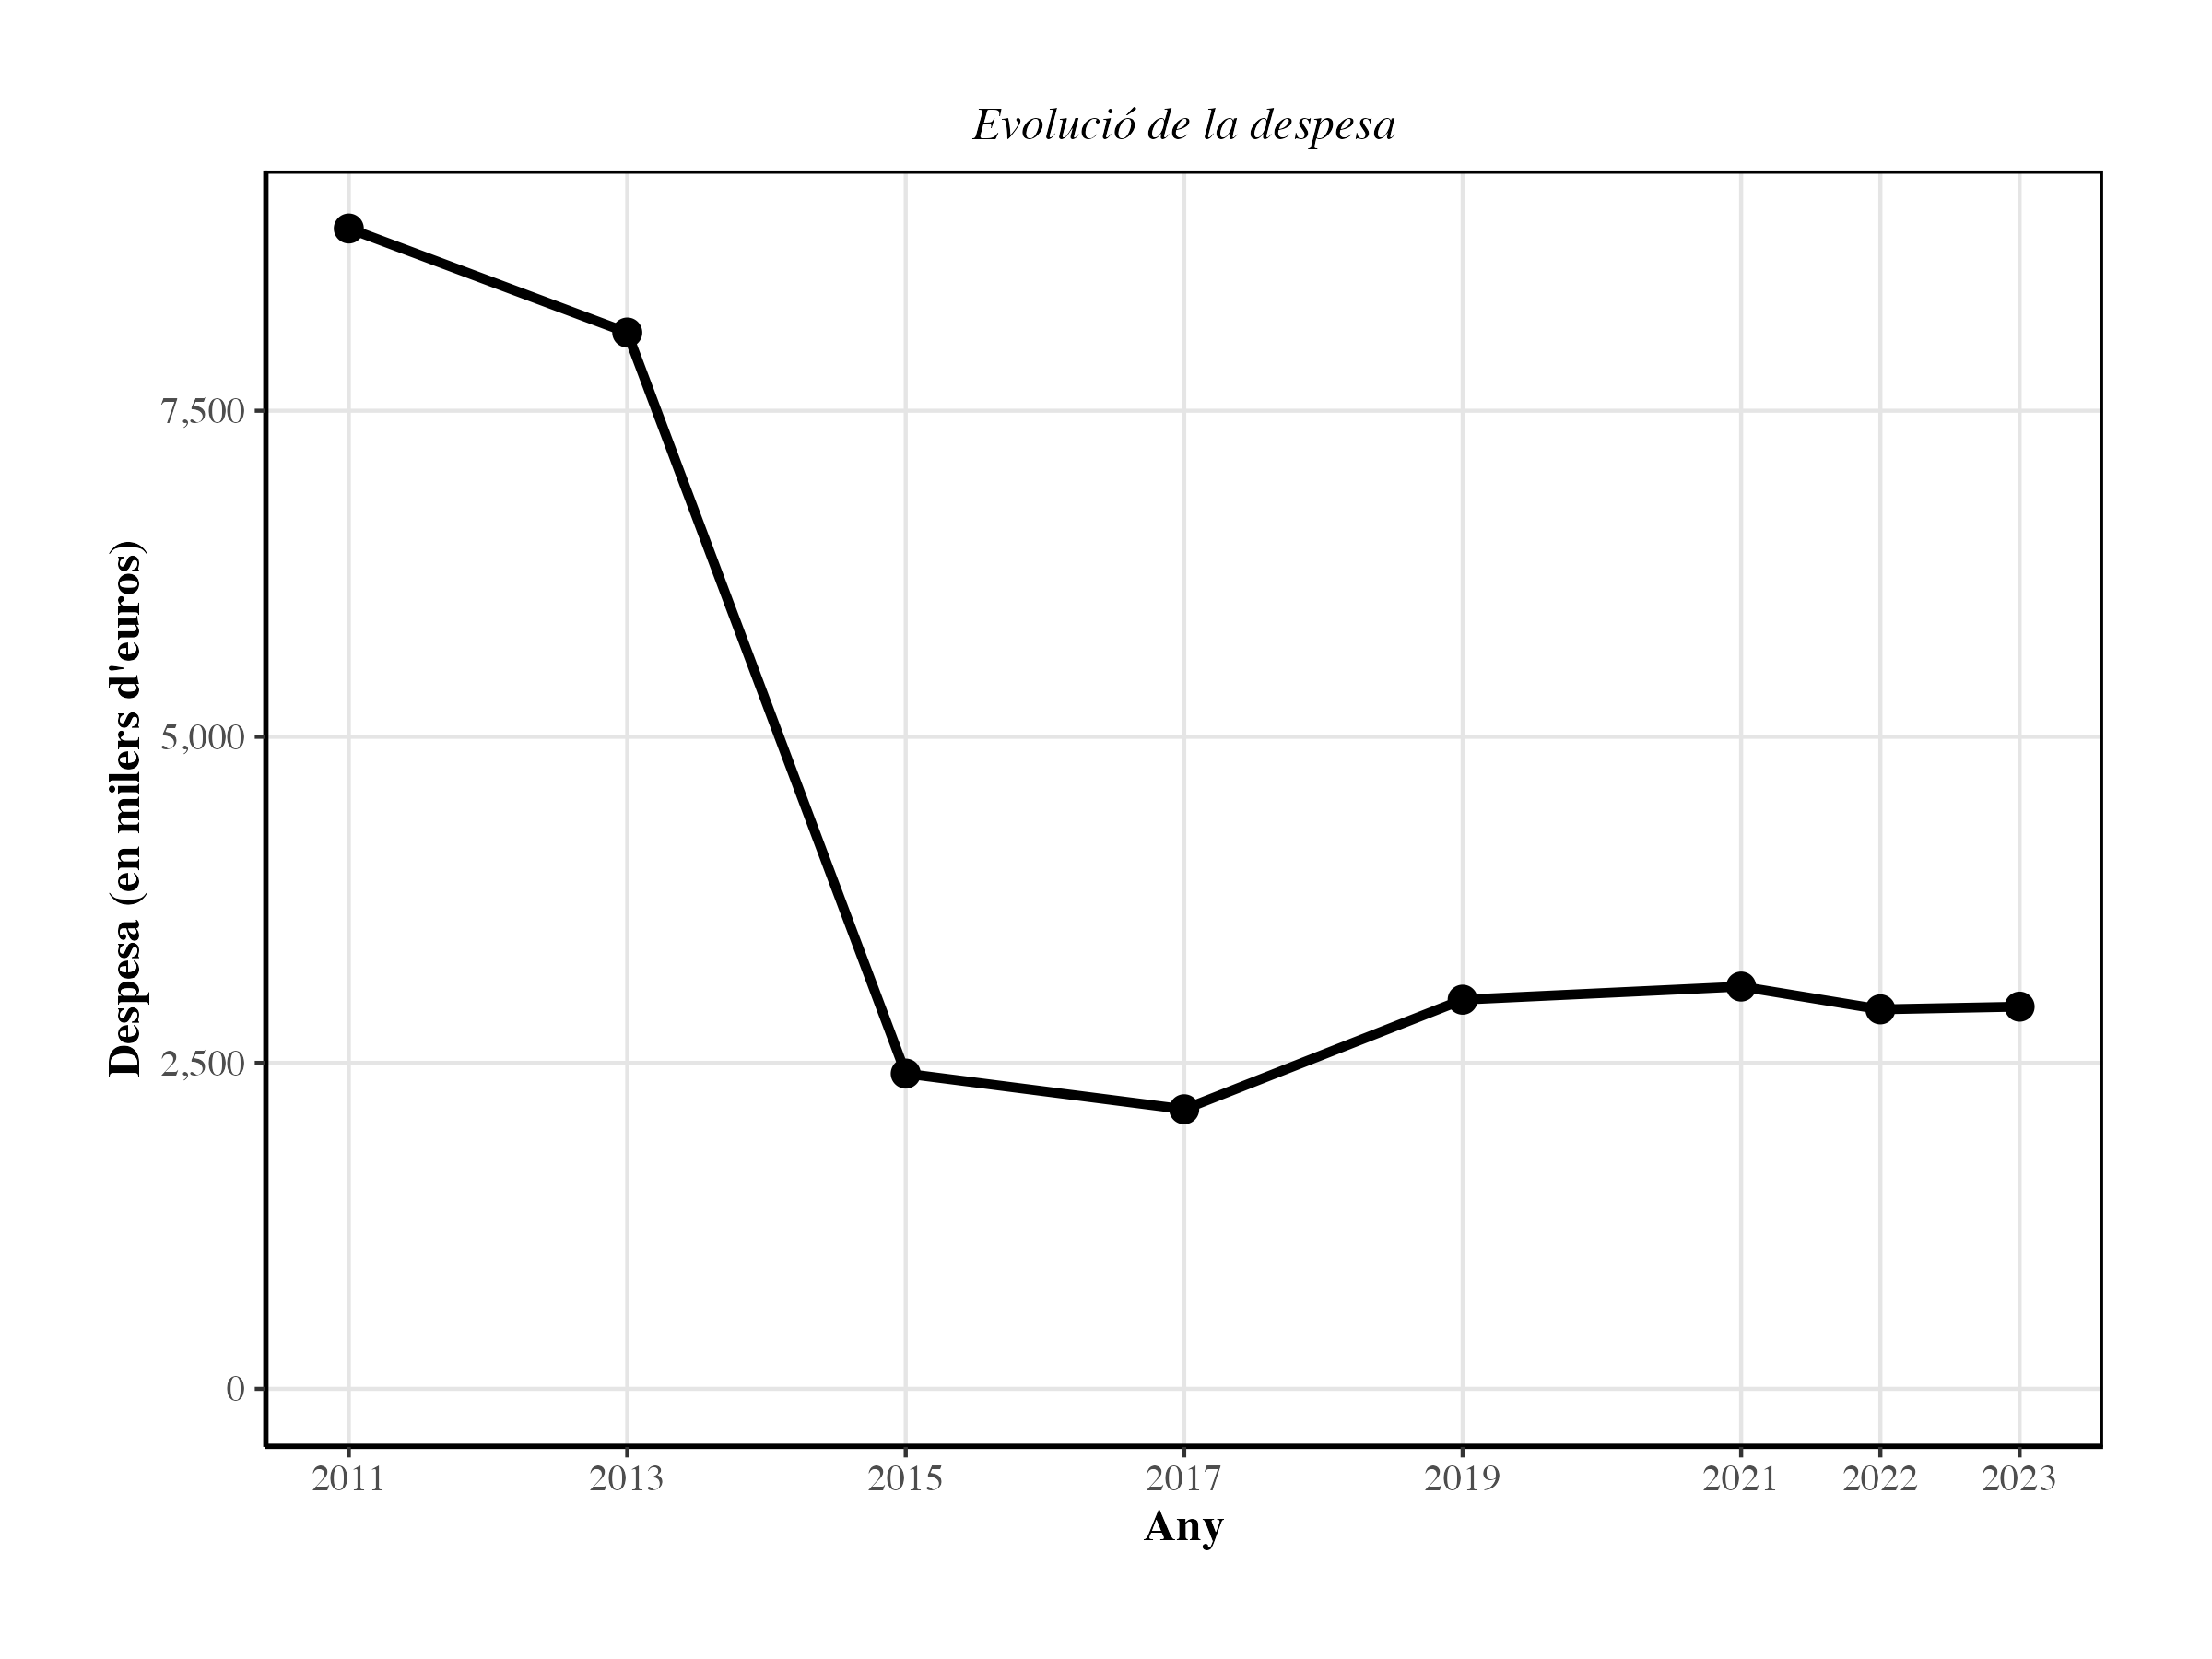 Evolució de la despesa
Despesa (en milers d'euros)
7,500
5,000
2,500
0
2011 2013 2015 2017 2019 2021 2022 2023
Any